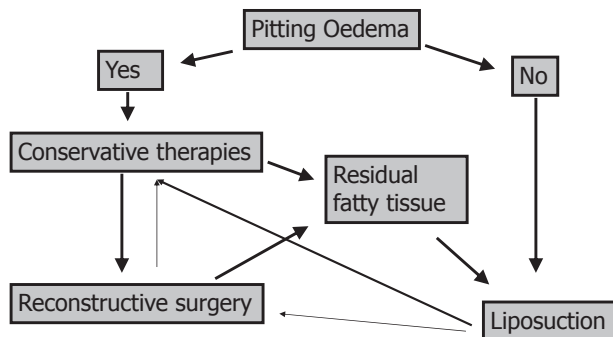 Pitting Oedema
Yes
No
Conservative therapies
Residual
fatty tissue
Reconstructive surgery
Liposuction